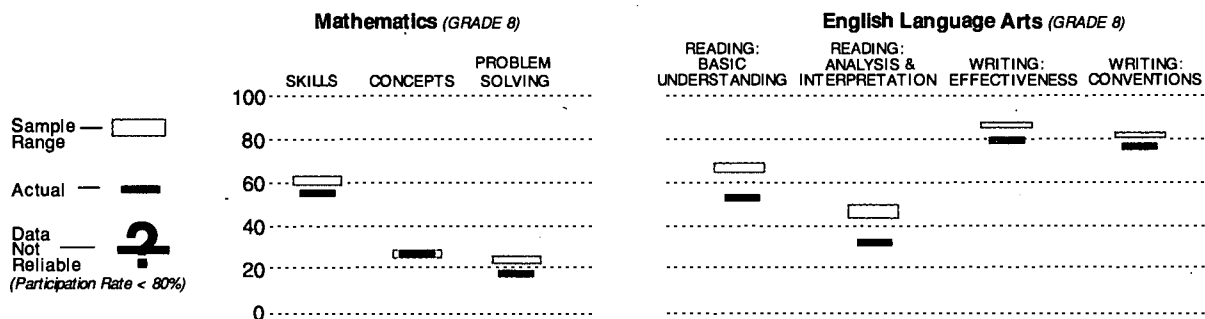 Mathematics (GRADE 8)
English Language Arts (GRADE 8)
SKILLS
CONCEPTS
PROBLEM
SOLVING
READING:
BASIC
UNDERSTANDING
READING:
ANALYSIS &
INTERPRETATION
WRITING:
EFFECTIVENESS
WRITING:
CONVENTIONS
100
80
60
40
20
0
Sample
Range
Actual
Data
Not
Reliable
?
(Participation Rate < 80%)